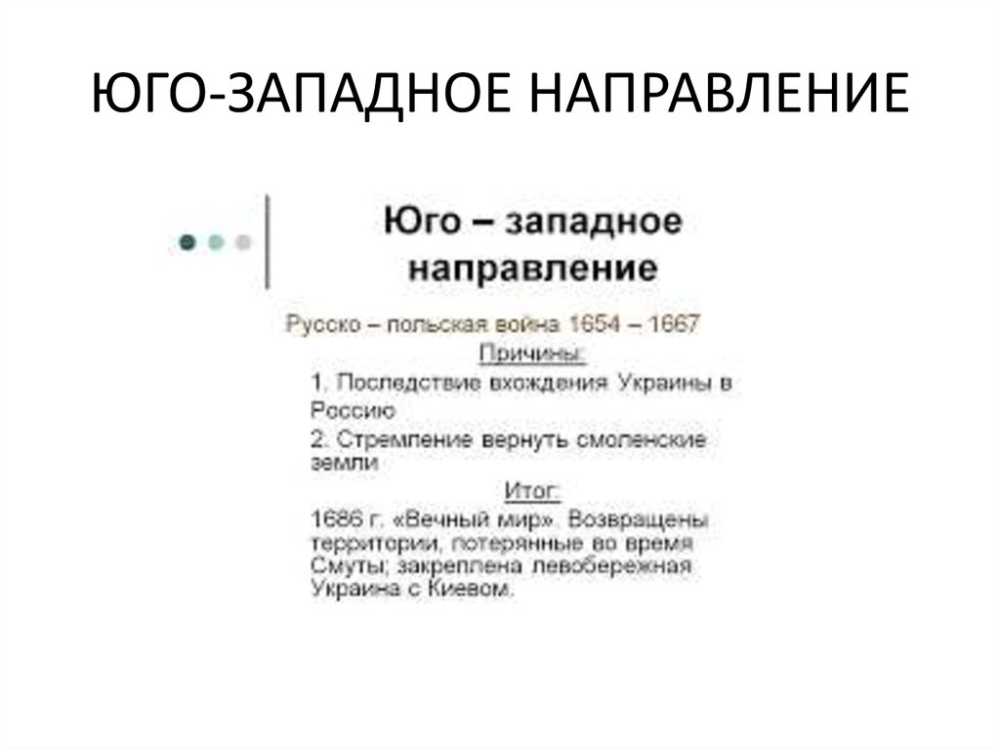 ЮГО-ЗАПАДНОЕ НАПРАВЛЕНИЕ
Юго – западное
направление
Русско – польская война 1654 – 1667
Причины:
1. Последствие вхождения Украины в
Россию
2. Стремление вернуть смоленские
земли
Итог:
1686 г. «Вечный мир». Возвращены
территории, потерянные во время
Смуты; закреплена левобережная
Украина с Киевом.